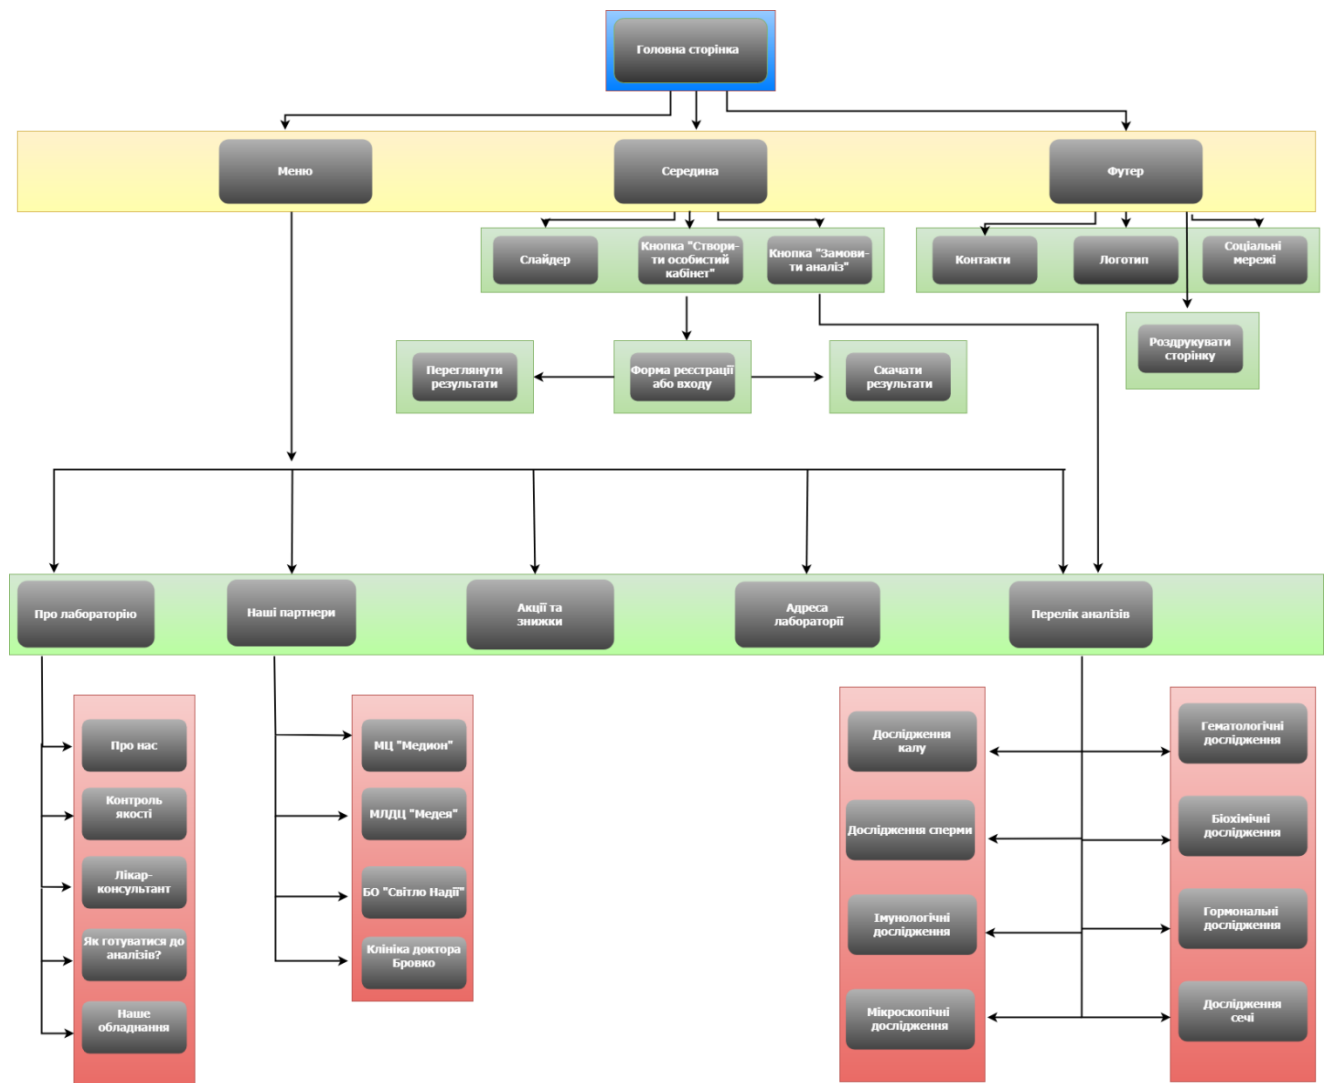 Головна сторінка
Меню
Середина
Футер
Слайдер
Кнопка "Створи-
ти особистий
кабінет"
Кнопка "Замови-
ти аналіз"
Контакти
Логотип
Соціальні
мережі
Роздрукувати
сторінку
Переглянути
результати
Форма реєстрації
або входу
Скачати
результати
Про лабораторію
Наші партнери
Акції та
знижки
Адреса
лабораторії
Перелік аналізів
Про нас
Контроль
якості
Лікар-
консультант
Як готуватися до
аналізів?
Наше
обладнання
МЦ "Медион"
МЛДЦ "Медея"
БО "Світло Надії"
Клініка доктора
Бровко
Дослідження
калу
Дослідження сперми
Імунологічні
дослідження
Мікроскопічні
дослідження
Гематологічні
дослідження
Біохімічні
дослідження
Гормональні
дослідження
Дослідження
сечі